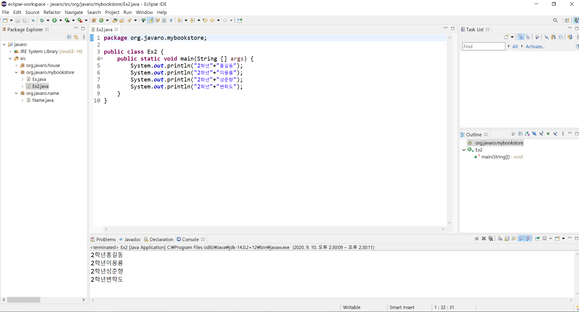 eclipse-workspace - javaro/src/org/javaro/mybookstore/Ex2.java - Eclipse IDE
File Edit Source Refactor Navigate Search Project Run Window Help
Package Explorer
javaro
JRE System Library [JavaSE-14]
src
org.javaro.house
org.javaro.mybookstore
Ex.java
Ex2.java
org.javaro.name
Name.java
Ex2.java
1 package org.javaro.mybookstore;
2
3 public class Ex2 {
4 public static void main(String [] args) {
5 System.out.println("2학년"+"홍길동");
6 System.out.println("2학년"+"이몽룡");
7 System.out.println("2학년"+"성춘향");
8 System.out.println("2학년"+"변학도");
9 }
10 }
Task List
Find
All
Activate...
Outline
org.javaro.mybookstore
Ex2
main(String[]) : void
Problems Javadoc Declaration Console
<terminated> Ex2 [Java Application] C:\Program Files (x86)\Java\jdk-14.0.2+12\bin\javaw.exe (2020. 9. 10. 오후 2:30:09 – 오후 2:30:11)
2학년홍길동
2학년이몽룡
2학년성춘향
2학년변학도
Writable
Smart Insert
1 : 32 : 31